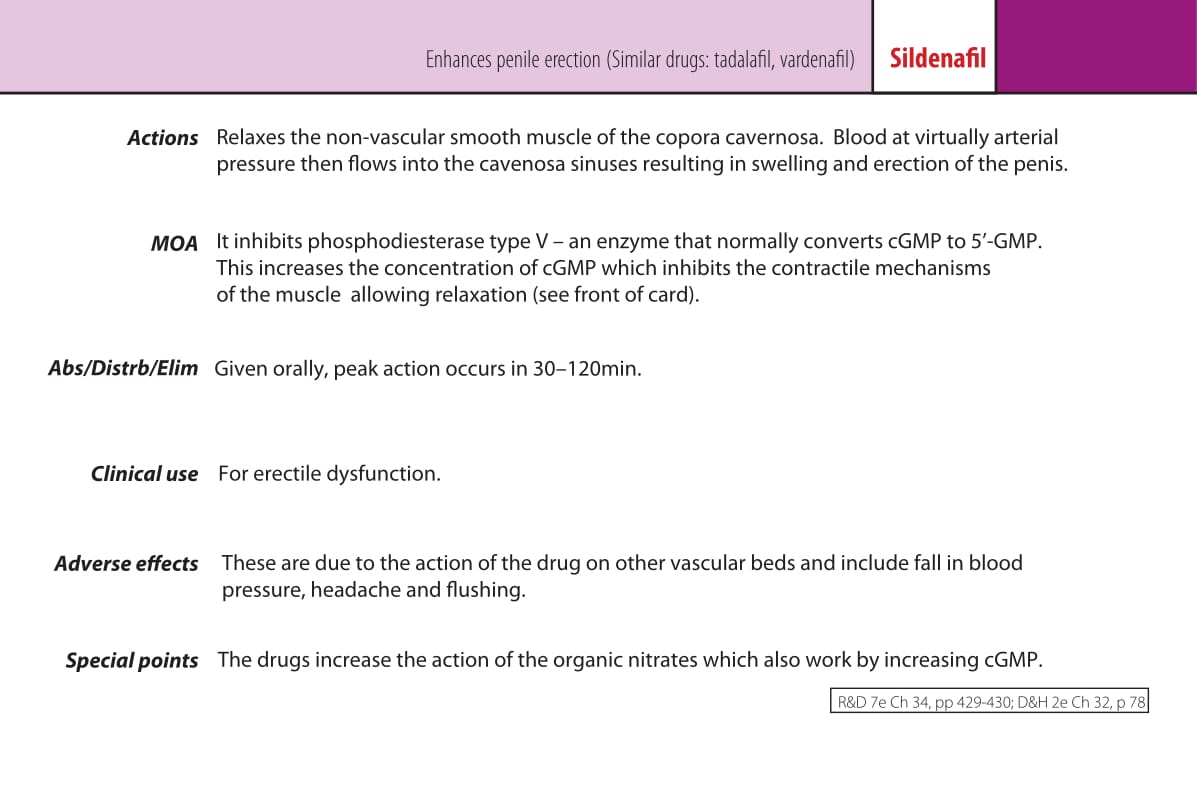 Enhances penile erection (Similar drugs: tadalafil, vardenafil) Sildenafil
Actions Relaxes the non-vascular smooth muscle of the copora cavernosa. Blood at virtually arterial
pressure then flows into the cavenosa sinuses resulting in swelling and erection of the penis.
MOA It inhibits phosphodiesterase type V – an enzyme that normally converts cGMP to 5′-GMP.
This increases the concentration of cGMP which inhibits the contractile mechanisms
of the muscle allowing relaxation (see front of card).
Abs/Distrb/Elim Given orally, peak action occurs in 30–120min.
Clinical use For erectile dysfunction.
Adverse effects These are due to the action of the drug on other vascular beds and include fall in blood
pressure, headache and flushing.
Special points The drugs increase the action of the organic nitrates which also work by increasing cGMP.
R&D 7e Ch 34, pp 429-430; D&H 2e Ch 32, p 78